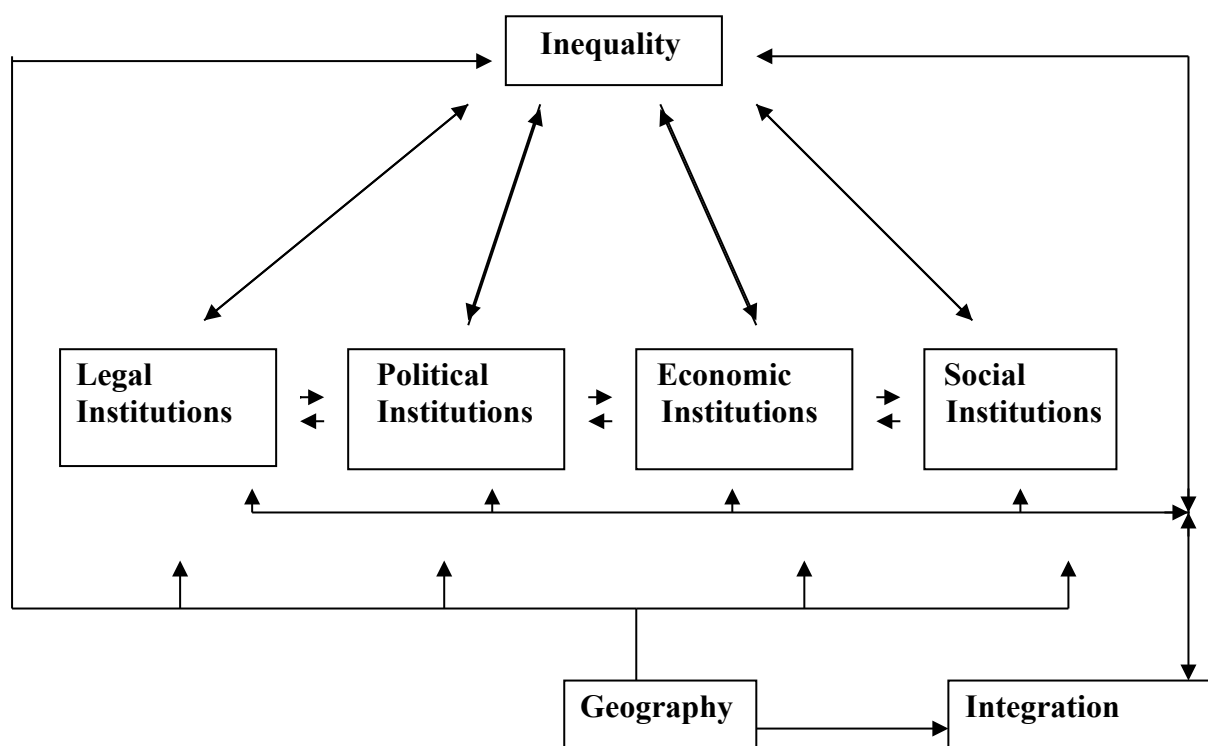 Inequality
Legal
Institutions
Political
Institutions
Economic
Institutions
Social
Institutions
Geography
Integration